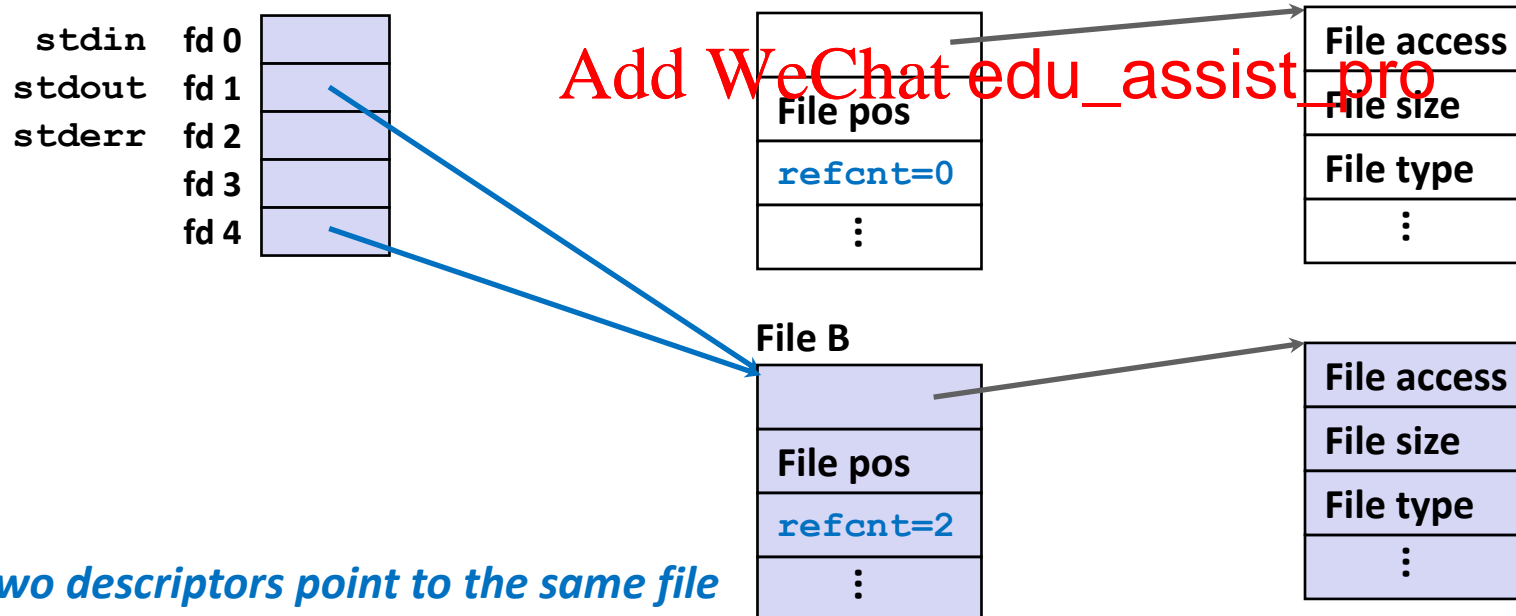 stdin fd 0
stdout fd 1
stderr fd 2
fd 3
fd 4
File pos
refcnt=0
⋮
File access
File size
File type
⋮
Add WeChat edu_assist_pro
File B
File pos
refcnt=2
⋮
File access
File size
File type
⋮
wo descriptors point to the same file